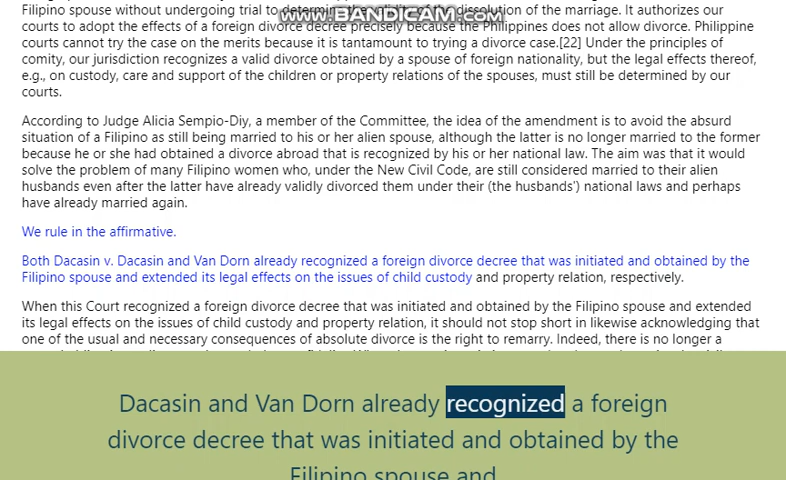 Filipino spouse without undergoing trial to determine the validity of the dissolution of the marriage. It authorizes our
www.BANDICAM.com
courts to adopt the effects of a foreign divorce decree precisely because the Philippines does not allow divorce. Philippine
courts cannot try the case on the merits because it is tantamount to trying a divorce case.[22] Under the principles of
comity, our jurisdiction recognizes a valid divorce obtained by a spouse of foreign nationality, but the legal effects thereof,
e.g., on custody, care and support of the children or property relations of the spouses, must still be determined by our
courts.
According to Judge Alicia Sempio-Diy, a member of the Committee, the idea of the amendment is to avoid the absurd
situation of a Filipino as still being married to his or her alien spouse, although the latter is no longer married to the former
because he or she had obtained a divorce abroad that is recognized by his or her national law. The aim was that it would
solve the problem of many Filipino women who, under the New Civil Code, are still considered married to their alien
husbands even after the latter have already validly divorced them under their (the husbands') national laws and perhaps
have already married again.
We rule in the affirmative.
Both Dacasin v. Dacasin and Van Dorn already recognized a foreign divorce decree that was initiated and obtained by the
Filipino spouse and extended its legal effects on the issues of child custody and property relation, respectively.
When this Court recognized a foreign divorce decree that was initiated and obtained by the Filipino spouse and extended
its legal effects on the issues of child custody and property relation, it should not stop short in likewise acknowledging that
one of the usual and necessary consequences of absolute divorce is the right to remarry. Indeed, there is no longer a
Dacasin and Van Dorn already recognized a foreign
divorce decree that was initiated and obtained by the
Filipino spouse and